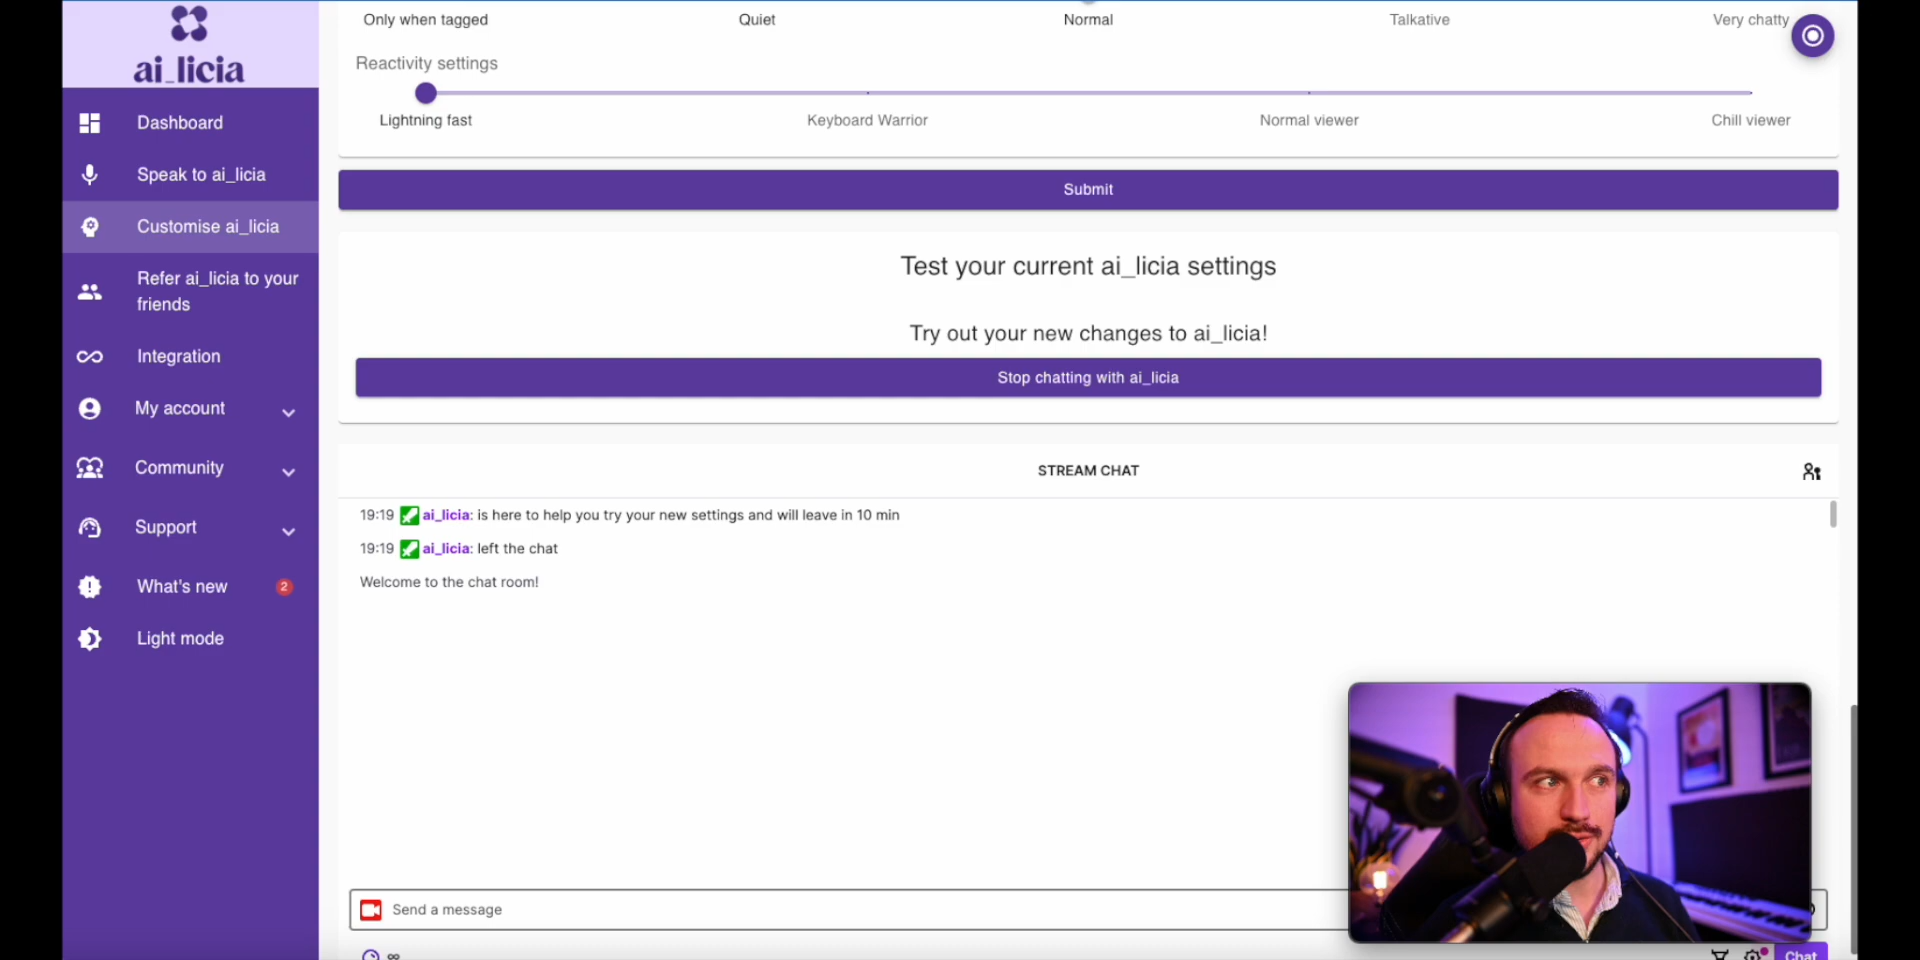 ai_licia
Dashboard
Speak to ai_licia
Customise ai_licia
Refer ai_licia to your
friends
Integration
My account
Community
Support
What's new 2
Light mode
Only when tagged Quiet Normal Talkative Very chatty
Reactivity settings
Lightning fast Keyboard Warrior Normal viewer Chill viewer
Submit
Test your current ai_licia settings
Try out your new changes to ai_licia!
Stop chatting with ai_licia
STREAM CHAT
19:19 ai_licia: is here to help you try your new settings and will leave in 10 min
19:19 ai_licia: left the chat
Welcome to the chat room!
Send a message
Chat